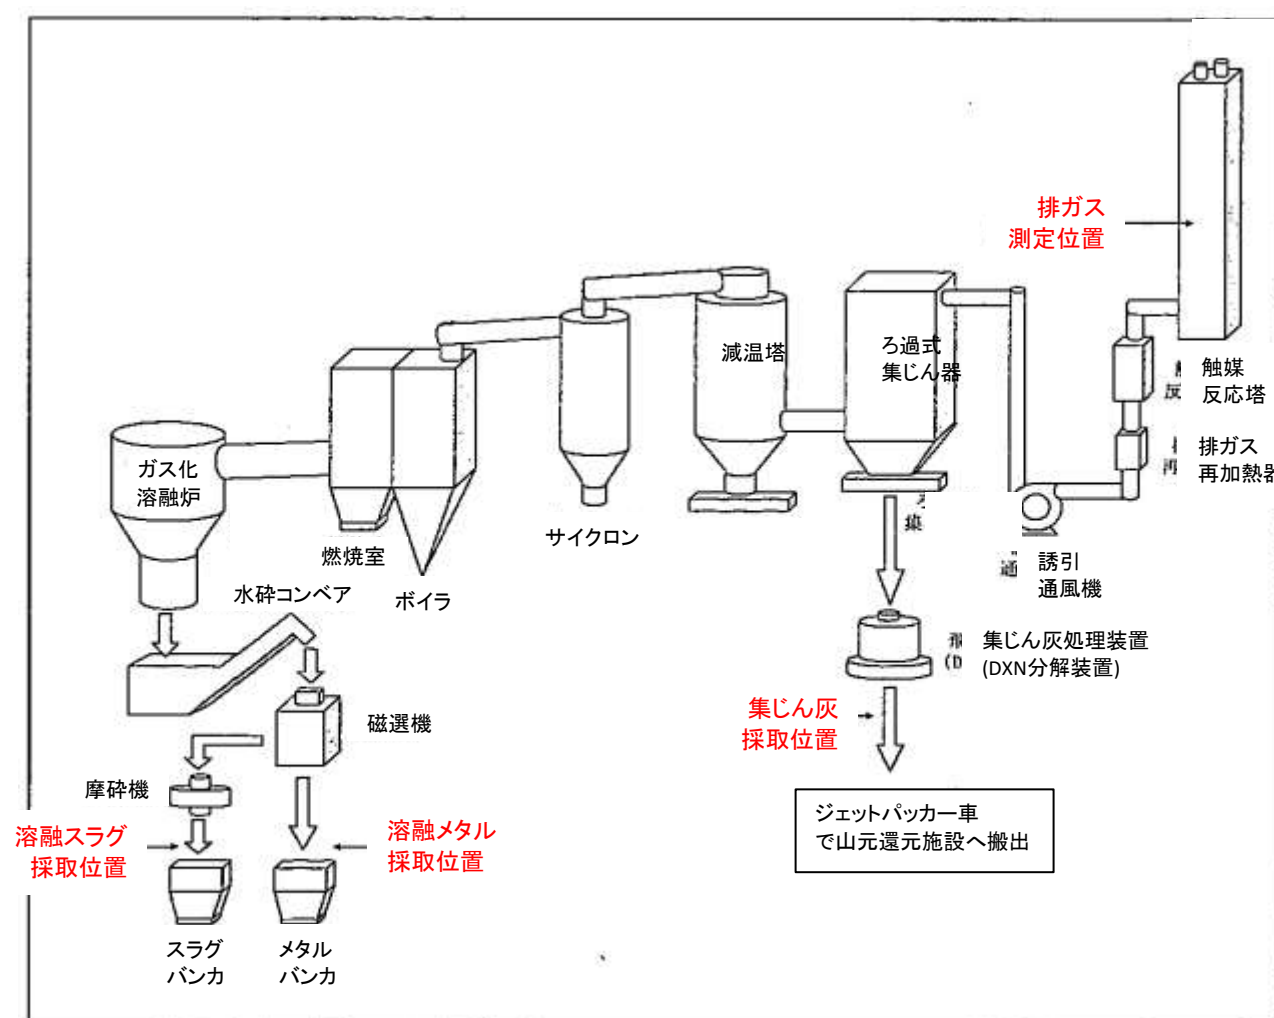 排ガス
測定位置
減温塔
ろ過式
集じん器
触媒
反応塔
ガス化
溶融炉
排ガス
再加熱器
サイクロン
燃焼室
ボイラ
水砕コンベア
誘引
通風機
集じん灰処理装置
(DXN分解装置)
集じん灰
採取位置
磁選機
摩砕機
溶融スラグ
採取位置
溶融メタル
採取位置
ジェットパッカー車
で山元還元施設へ搬出
スラグ
バンカ
メタル
バンカ